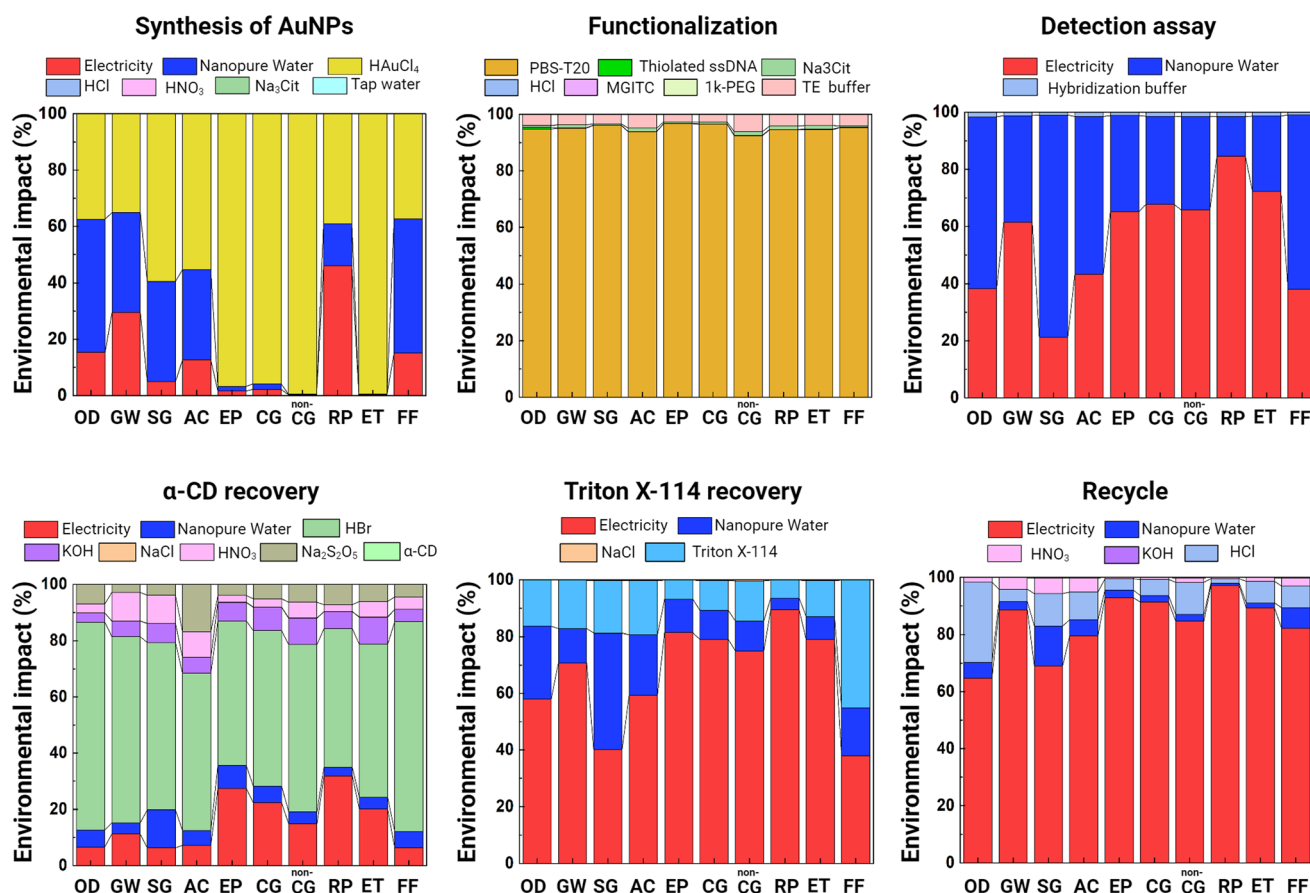 Synthesis of AuNPs
Electricity Nanopure Water HAuCl₄
HCl HNO₃ Na₃Cit Tap water
Environmental impact (%)
100
80
60
40
20
0
OD GW SG AC EP CG non-CG RP ET FF
Functionalization
PBS-T20 Thiolated ssDNA Na3Cit
HCl MGITC 1k-PEG TE buffer
Environmental impact (%)
100
80
60
40
20
0
OD GW SG AC EP CG non-CG RP ET FF
Detection assay
Electricity Nanopure Water
Hybridization buffer
Environmental impact (%)
100
80
60
40
20
0
OD GW SG AC EP CG non-CG RP ET FF
α-CD recovery
Electricity Nanopure Water HBr
KOH NaCl HNO₃ Na₂S₂O₅ α-CD
Environmental impact (%)
100
80
60
40
20
0
OD GW SG AC EP CG non-CG RP ET FF
Triton X-114 recovery
Electricity Nanopure Water
NaCl Triton X-114
Environmental impact (%)
100
80
60
40
20
0
OD GW SG AC EP CG non-CG RP ET FF
Recycle
Electricity Nanopure Water
HNO₃ KOH HCl
Environmental impact (%)
100
80
60
40
20
0
OD GW SG AC EP CG non-CG RP ET FF